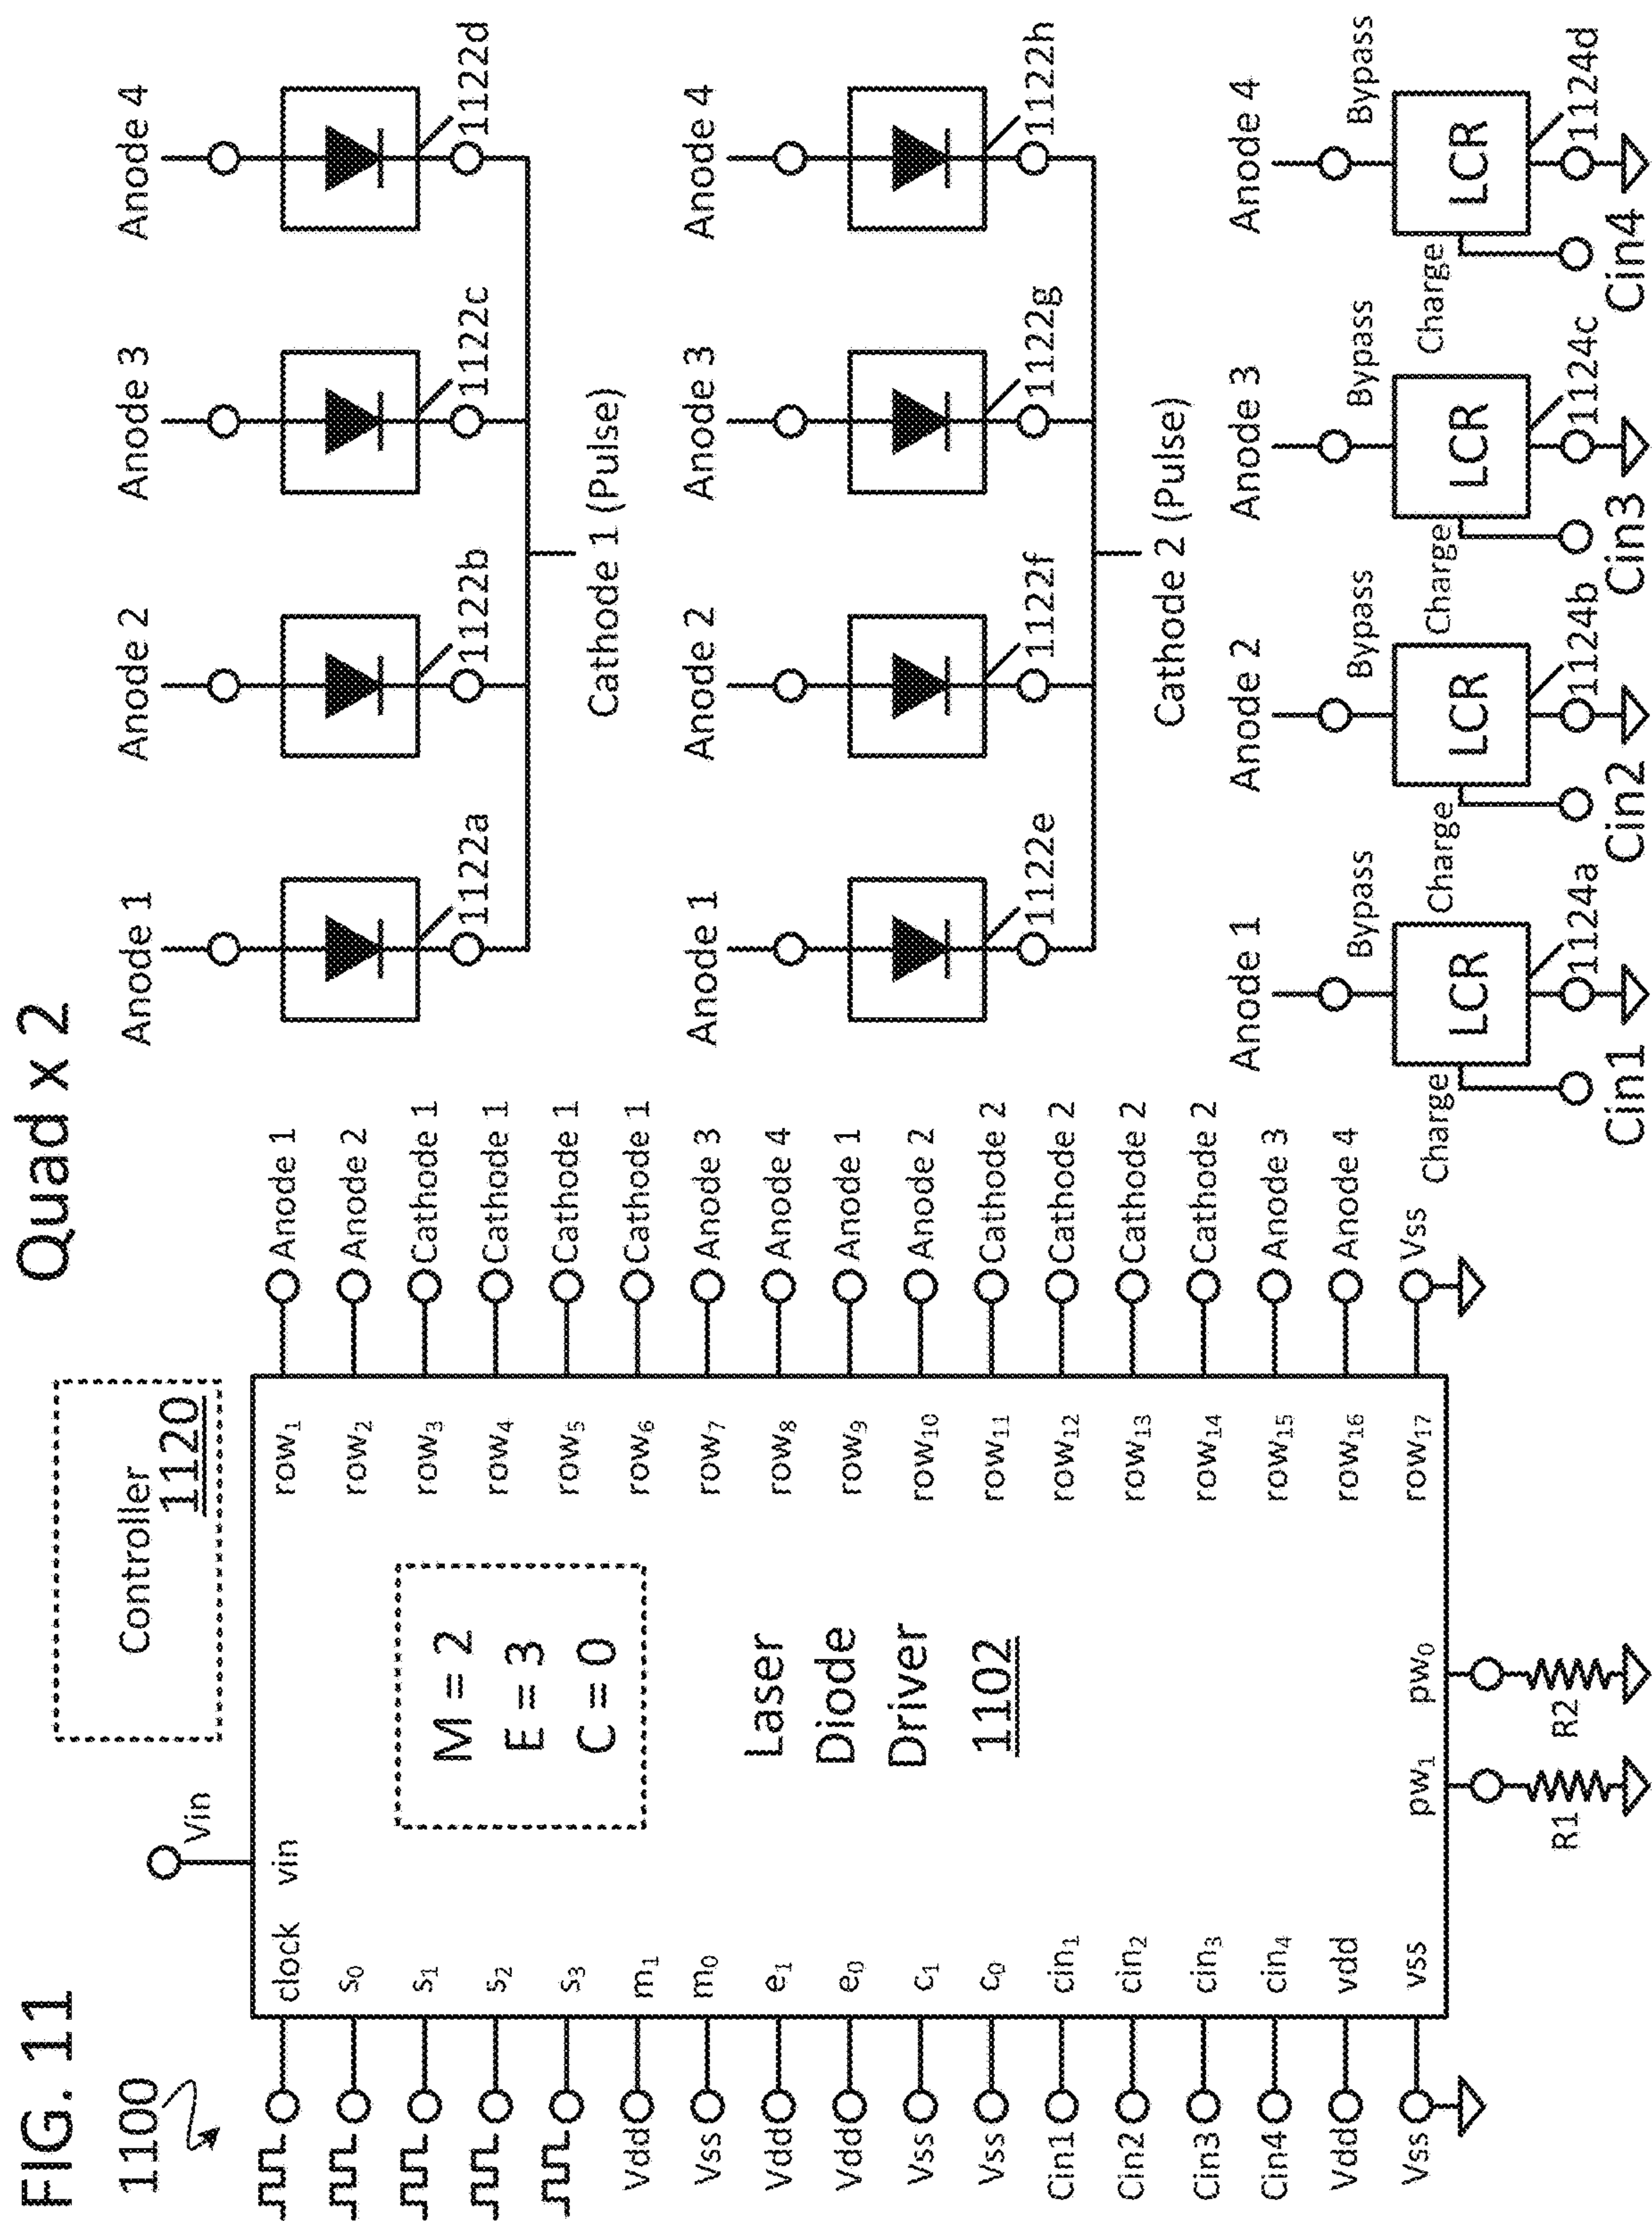 FIG. 11
Quad x 2
1100
Controller
1120
Vin
vin
clock
s0
s1
s2
s3
Vdd m1
Vss m0
Vdd e1
Vdd e0
Vss c1
Vss c0
Cin1 cin1
Cin2 cin2
Cin3 cin3
Cin4 cin4
Vdd vdd
Vss vss
M = 2
E = 3
C = 0
Laser
Diode
Driver
1102
pw1
pw0
R1
R2
row1 Anode 1
row2 Anode 2
row3 Cathode 1
row4 Cathode 1
row5 Cathode 1
row6 Cathode 1
row7 Anode 3
row8 Anode 4
row9 Anode 1
row10 Anode 2
row11 Cathode 2
row12 Cathode 2
row13 Cathode 2
row14 Cathode 2
row15 Anode 3
row16 Anode 4
row17 Vss
Anode 1 Anode 2 Anode 3 Anode 4
1122a 1122b 1122c 1122d
Cathode 1 (Pulse)
Anode 1 Anode 2 Anode 3 Anode 4
1122e 1122f 1122g 1122h
Cathode 2 (Pulse)
Anode 1 Anode 2 Anode 3 Anode 4
Bypass Bypass Bypass Bypass
Charge LCR Charge LCR Charge LCR Charge LCR
1124a 1124b 1124c 1124d
Cin1 Cin2 Cin3 Cin4